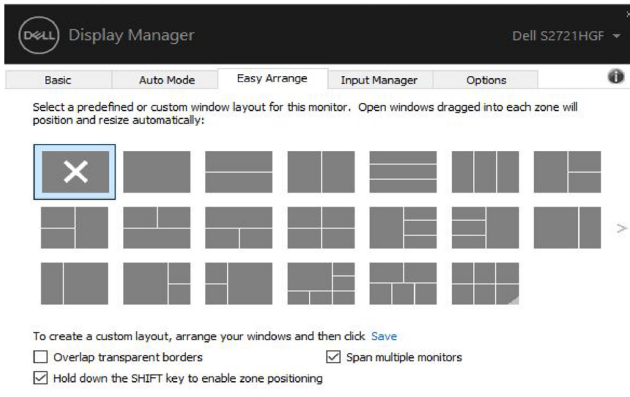 DELL Display Manager
Dell S2721HGF
Basic
Auto Mode
Easy Arrange
Input Manager
Options
Select a predefined or custom window layout for this monitor. Open windows dragged into each zone will
position and resize automatically:
To create a custom layout, arrange your windows and then click Save
Overlap transparent borders
Span multiple monitors
Hold down the SHIFT key to enable zone positioning